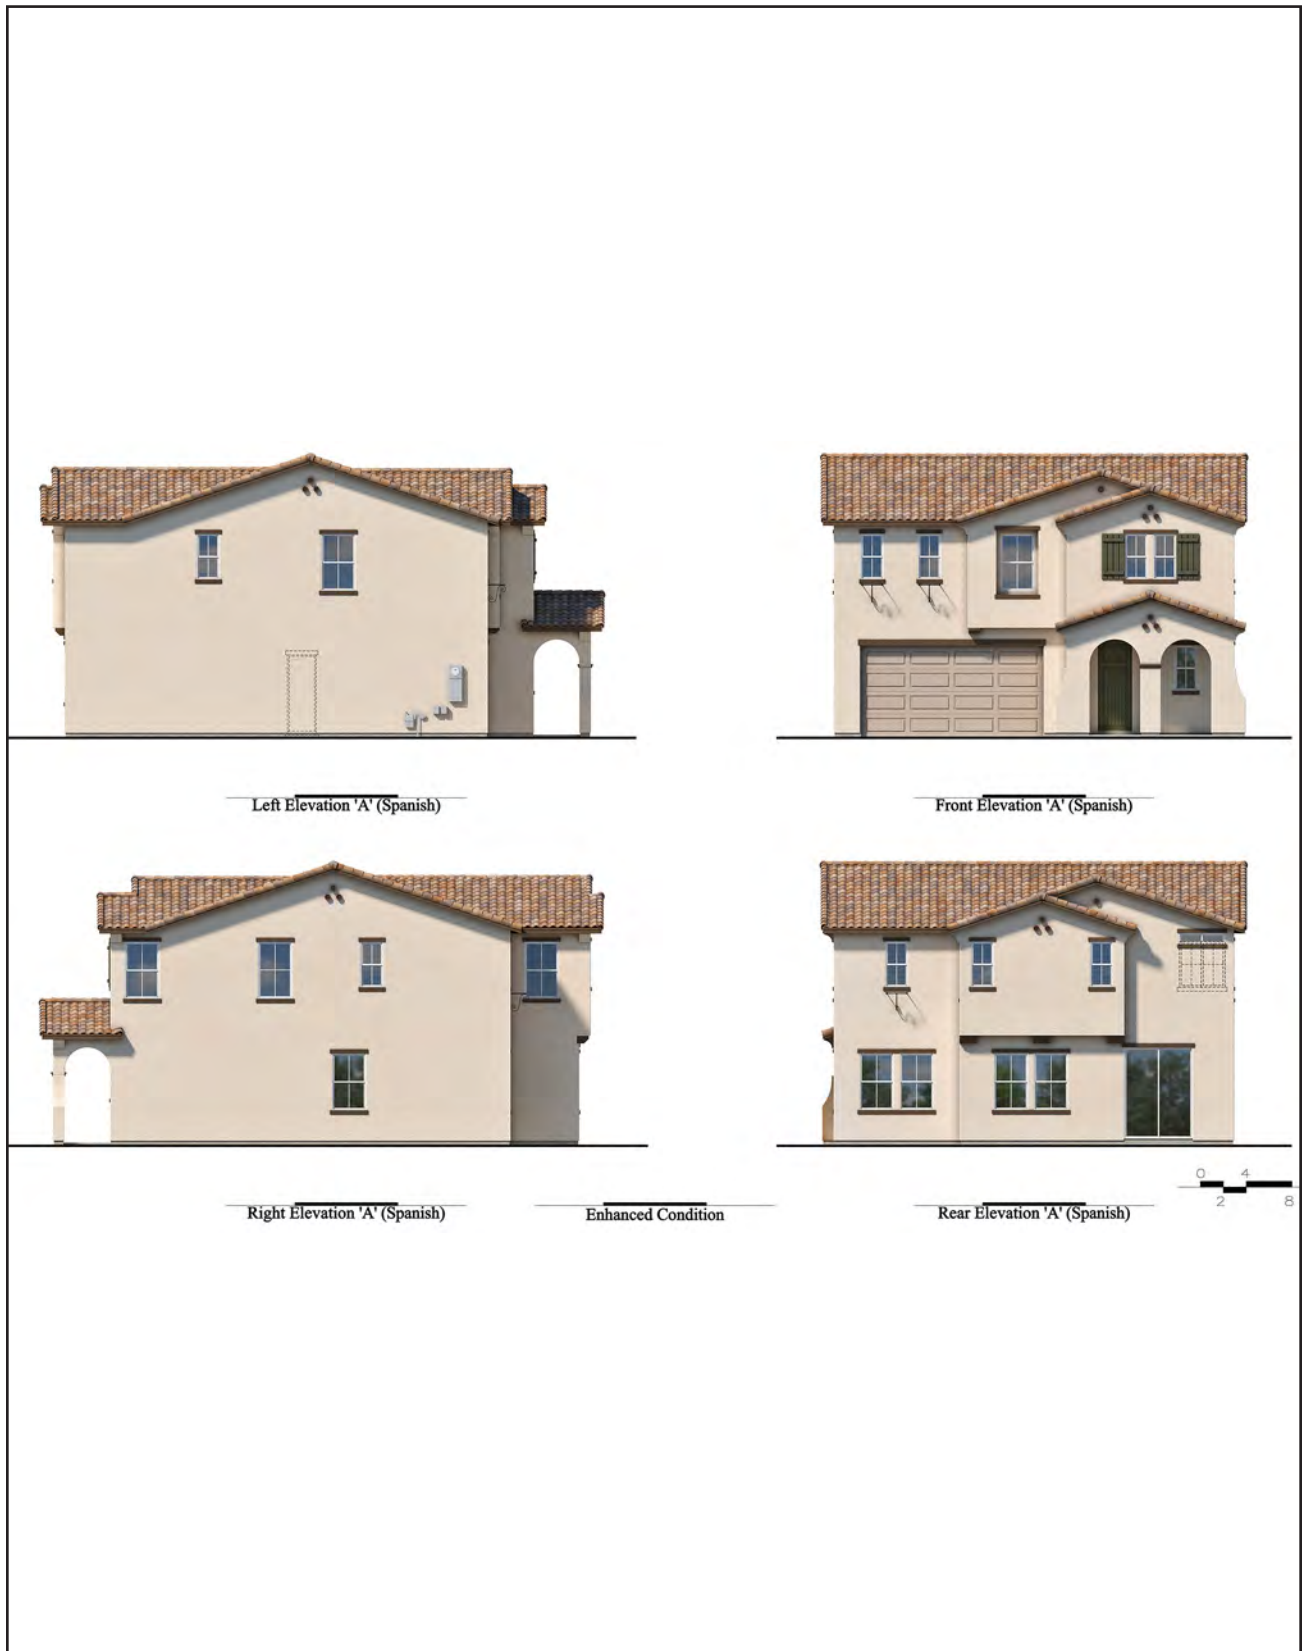 Left Elevation 'A' (Spanish)
Front Elevation 'A' (Spanish)
Right Elevation 'A' (Spanish)
Enhanced Condition
Rear Elevation 'A' (Spanish)
0 4
2 8